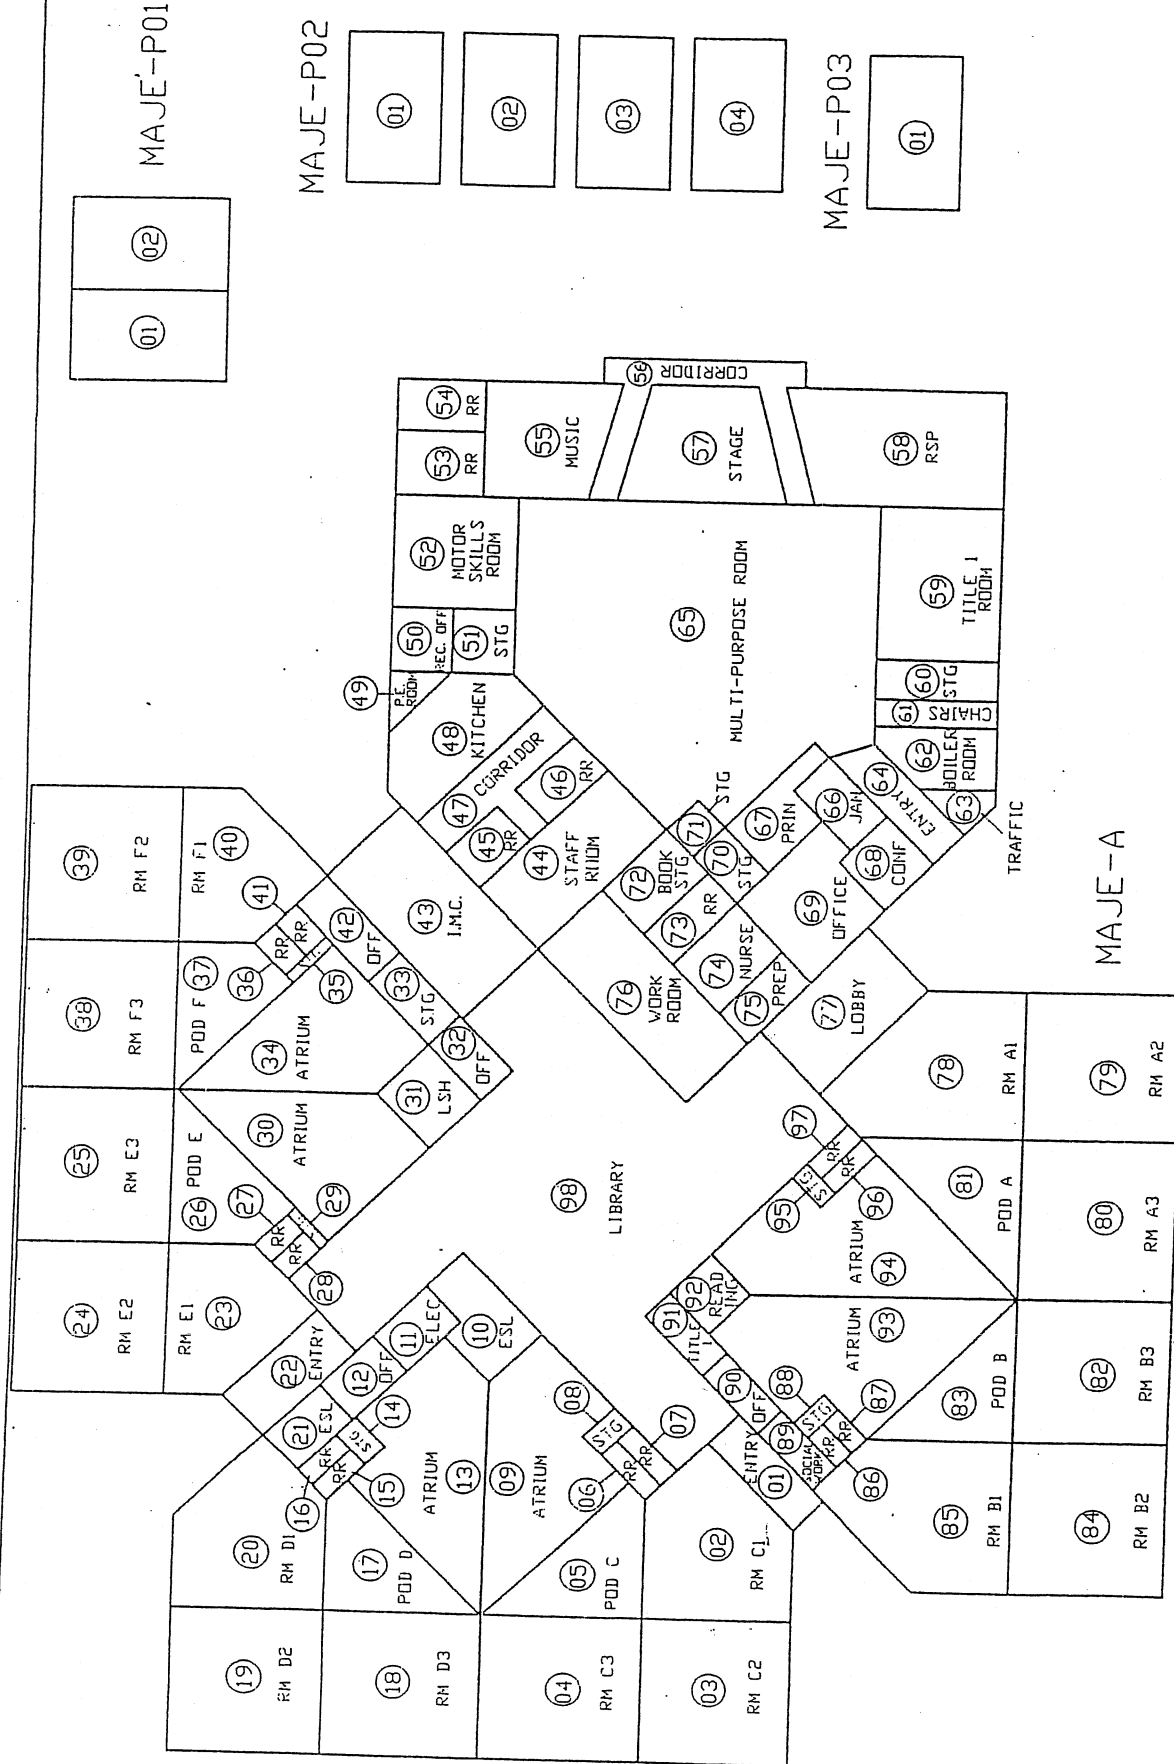 MAJE-P01
01
02
MAJE-P02
01
02
03
04
MAJE-P03
01
MAJE-A
39
RM F2
38
RM F3
25
RM E3
24
RM E2
40
RM F1
41
RR
36
RR
35
37
POD F
34
ATRIUM
42
OFF
33
STG
32
OFF
31
LSH
30
ATRIUM
26
POD E
27
RR
28
RR
29
23
RM E1
22
ENTRY
21
ESL
12
OFF
11
ELEC
10
ESL
14
STG
15
RR
16
RR
13
ATRIUM
17
POD D
20
RM D1
19
RM D2
18
RM D3
09
ATRIUM
08
STG
07
RR
06
RR
05
POD C
04
RM C3
03
RM C2
02
RM C1
01
ENTRY
43
I.M.C.
44
STAFF
ROOM
45
RR
46
RR
47
CORRIDOR
48
KITCHEN
49
P.E.
ROOM
50
REC. OFF
51
STG
52
MOTOR
SKILLS
ROOM
53
RR
54
RR
55
MUSIC
56
CORRIDOR
57
STAGE
58
RSP
59
TITLE 1
ROOM
60
STG
61
CHAIRS
62
BOILER
ROOM
63
TRAFFIC
64
ENTRY
65
MULTI-PURPOSE ROOM
66
JAN
67
PRIN
68
CONF
69
OFFICE
70
STG
71
STG
72
BOOK
STG
73
RR
74
NURSE
75
PREP
76
WORK
ROOM
77
LOBBY
98
LIBRARY
78
RM A1
79
RM A2
80
RM A3
81
POD A
97
RR
96
RR
95
STG
94
ATRIUM
93
ATRIUM
92
READ
ING
91
TITLE
1
90
OFF
89
SOCIAL
WORK
88
STG
87
RR
86
RR
83
POD B
82
RM B3
85
RM B1
84
RM B2